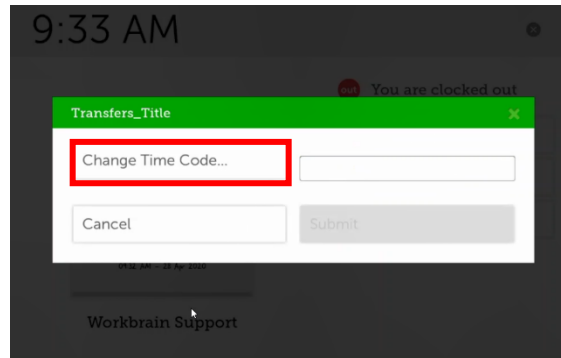 9:33 AM
out You are clocked out
Transfers_Title
Change Time Code...
Cancel
Submit
Workbrain Support